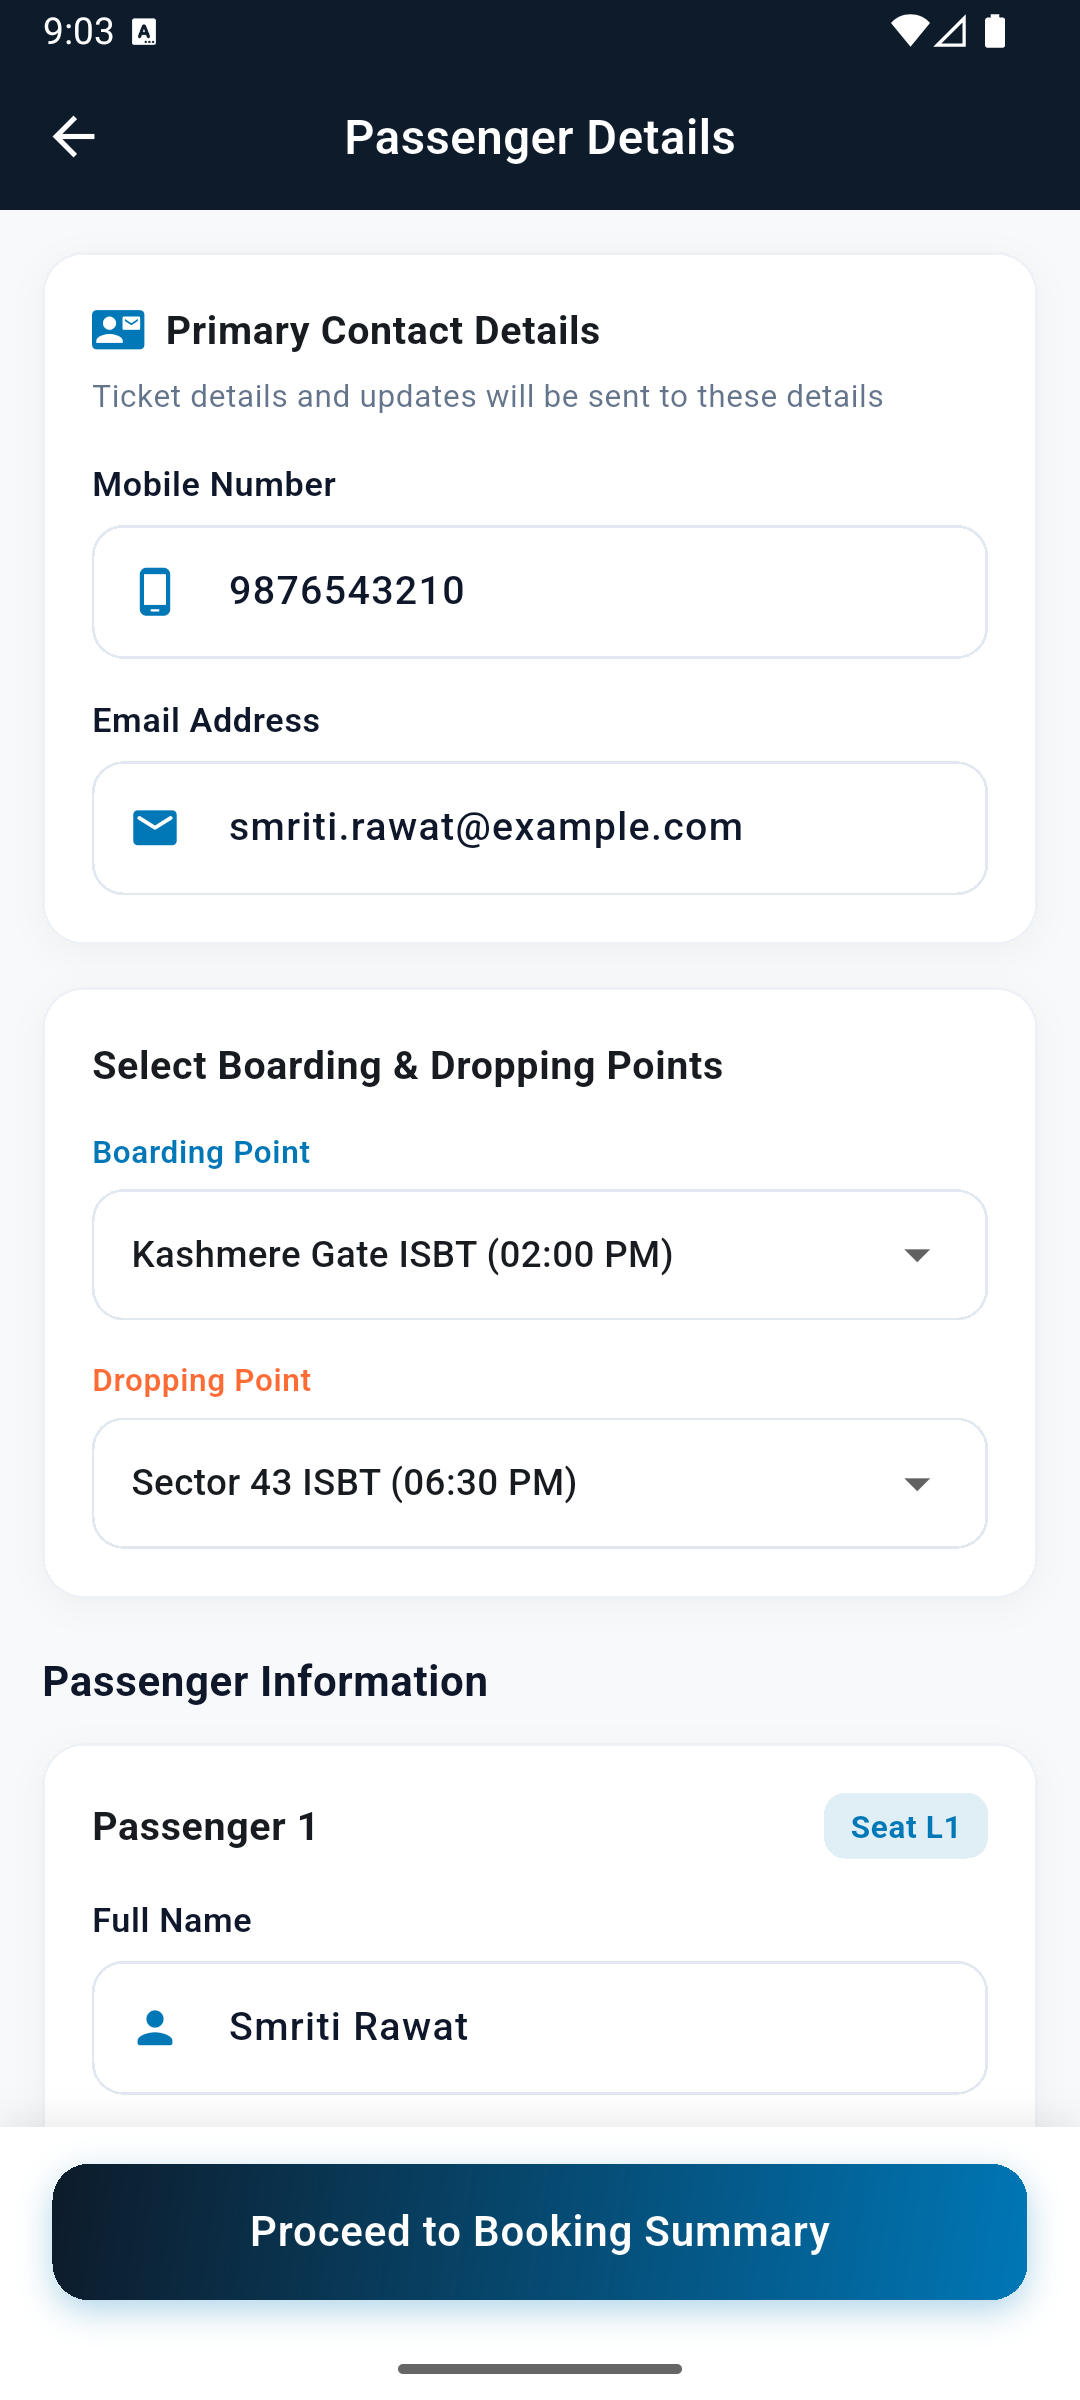 9:03
Passenger Details
Primary Contact Details
Ticket details and updates will be sent to these details
Mobile Number
9876543210
Email Address
smriti.rawat@example.com
Select Boarding & Dropping Points
Boarding Point
Kashmere Gate ISBT (02:00 PM)
Dropping Point
Sector 43 ISBT (06:30 PM)
Passenger Information
Passenger 1
Seat L1
Full Name
Smriti Rawat
Proceed to Booking Summary